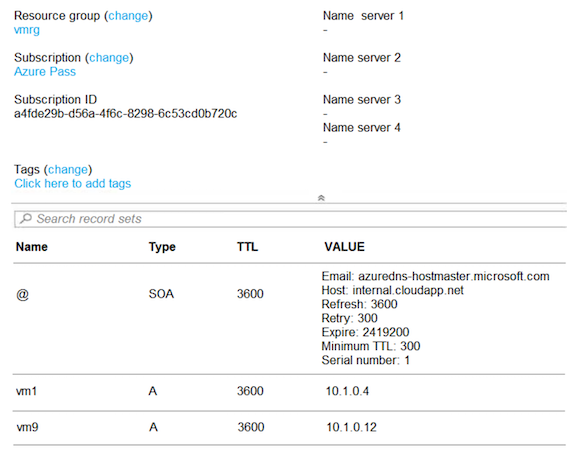 Resource group (change)
vmrg
Subscription (change)
Azure Pass
Subscription ID
a4fde29b-d56a-4f6c-8298-6c53cd0b720c
Tags (change)
Click here to add tags
Name server 1
-
Name server 2
-
Name server 3
-
Name server 4
-
Search record sets
Name Type TTL VALUE
@ SOA 3600
Email: azuredns-hostmaster.microsoft.com
Host: internal.cloudapp.net
Refresh: 3600
Retry: 300
Expire: 2419200
Minimum TTL: 300
Serial number: 1
vm1 A 3600 10.1.0.4
vm9 A 3600 10.1.0.12